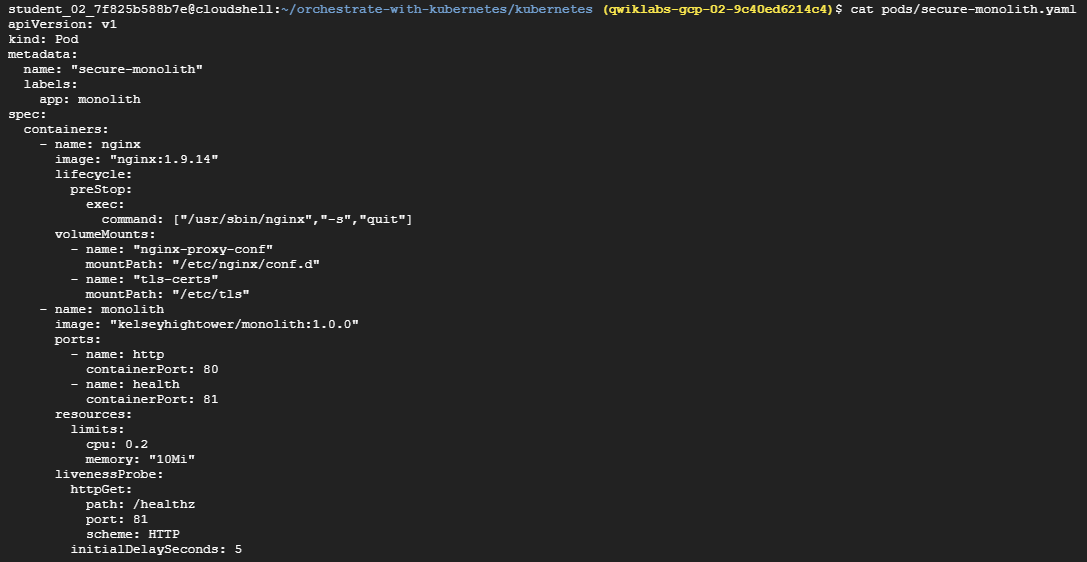 student_02_7f825b588b7e@cloudshell:~/orchestrate-with-kubernetes/kubernetes (qwiklabs-gcp-02-9c40ed6214c4)$ cat pods/secure-monolith.yaml
apiVersion: v1
kind: Pod
metadata:
  name: "secure-monolith"
  labels:
    app: monolith
spec:
  containers:
    - name: nginx
      image: "nginx:1.9.14"
      lifecycle:
        preStop:
          exec:
            command: ["/usr/sbin/nginx","-s","quit"]
      volumeMounts:
        - name: "nginx-proxy-conf"
          mountPath: "/etc/nginx/conf.d"
        - name: "tls-certs"
          mountPath: "/etc/tls"
    - name: monolith
      image: "kelseyhightower/monolith:1.0.0"
      ports:
        - name: http
          containerPort: 80
        - name: health
          containerPort: 81
      resources:
        limits:
          cpu: 0.2
          memory: "10Mi"
      livenessProbe:
        httpGet:
          path: /healthz
          port: 81
          scheme: HTTP
        initialDelaySeconds: 5